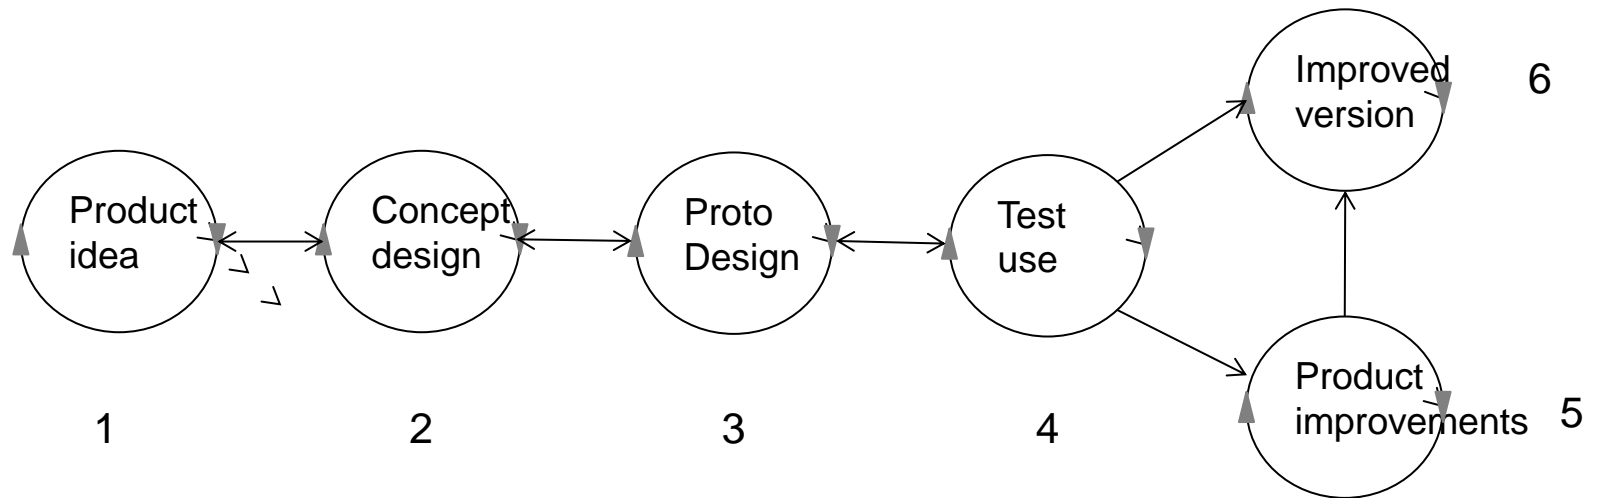 Product
idea
Concept
design
Proto
Design
Test
use
Improved
version
6
Product
improvements
5
1
2
3
4